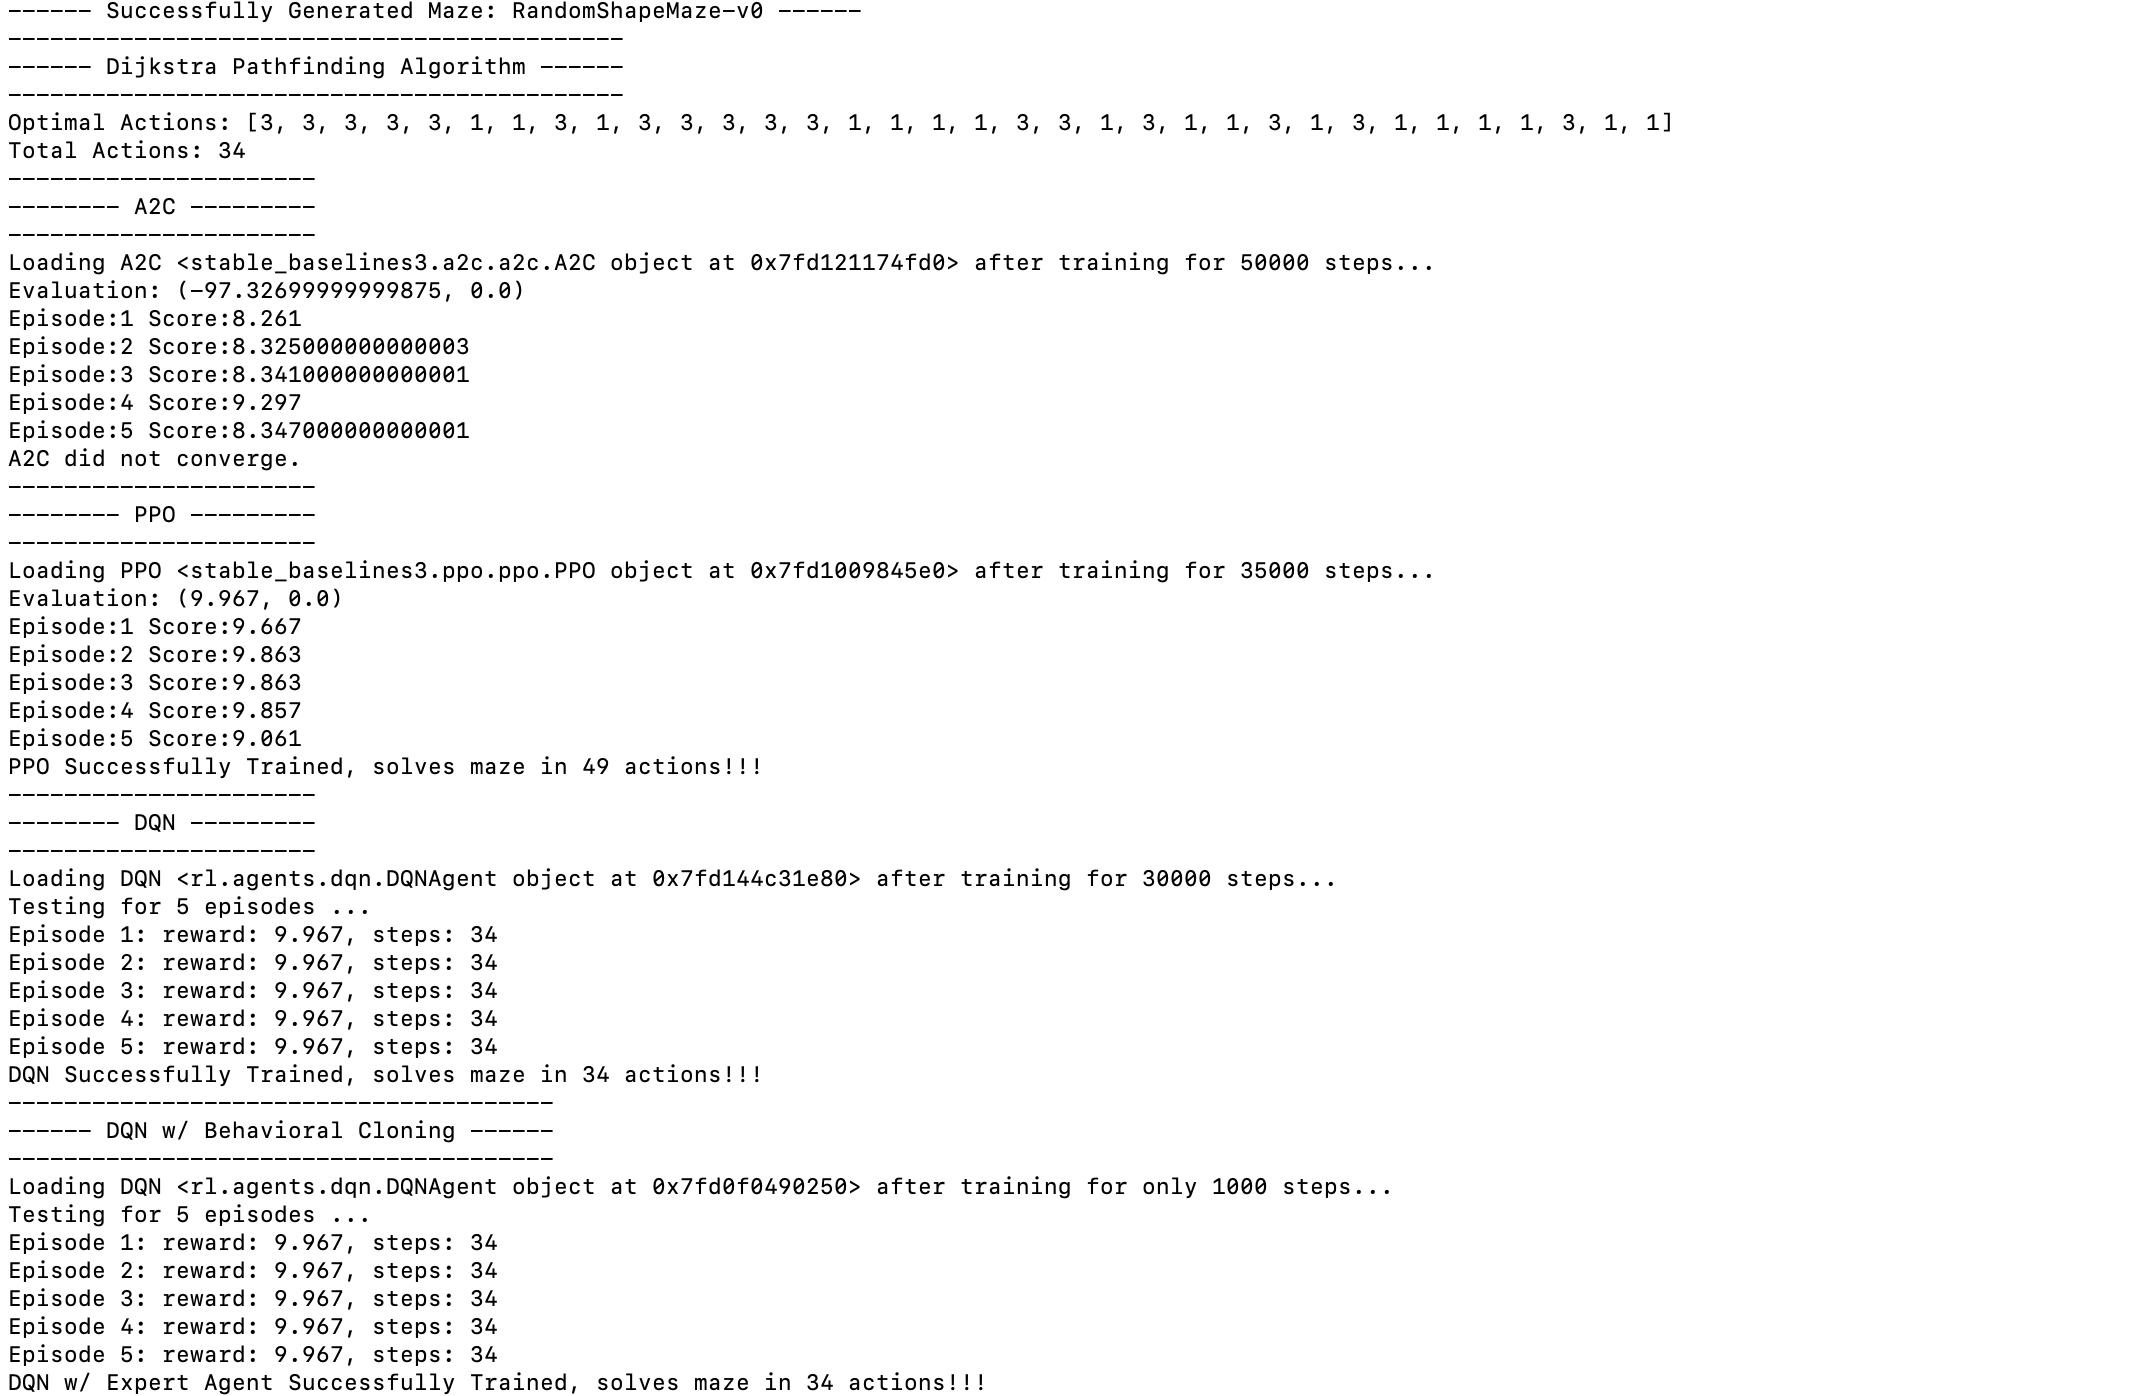 ------ Successfully Generated Maze: RandomShapeMaze-v0 ------
--------------------------------------------
------ Dijkstra Pathfinding Algorithm ------
--------------------------------------------
Optimal Actions: [3, 3, 3, 3, 3, 1, 1, 3, 1, 3, 3, 3, 3, 3, 1, 1, 1, 1, 3, 3, 1, 3, 1, 1, 3, 1, 3, 1, 1, 1, 1, 3, 1, 1]
Total Actions: 34
----------------------
-------- A2C ---------
----------------------
Loading A2C <stable_baselines3.a2c.a2c.A2C object at 0x7fd121174fd0> after training for 50000 steps...
Evaluation: (-97.32699999999875, 0.0)
Episode:1 Score:8.261
Episode:2 Score:8.325000000000003
Episode:3 Score:8.341000000000001
Episode:4 Score:9.297
Episode:5 Score:8.347000000000001
A2C did not converge.
----------------------
-------- PPO ---------
----------------------
Loading PPO <stable_baselines3.ppo.ppo.PPO object at 0x7fd1009845e0> after training for 35000 steps...
Evaluation: (9.967, 0.0)
Episode:1 Score:9.667
Episode:2 Score:9.863
Episode:3 Score:9.863
Episode:4 Score:9.857
Episode:5 Score:9.061
PPO Successfully Trained, solves maze in 49 actions!!!
----------------------
-------- DQN ---------
----------------------
Loading DQN <rl.agents.dqn.DQNAgent object at 0x7fd144c31e80> after training for 30000 steps...
Testing for 5 episodes ...
Episode 1: reward: 9.967, steps: 34
Episode 2: reward: 9.967, steps: 34
Episode 3: reward: 9.967, steps: 34
Episode 4: reward: 9.967, steps: 34
Episode 5: reward: 9.967, steps: 34
DQN Successfully Trained, solves maze in 34 actions!!!
---------------------------------------
------ DQN w/ Behavioral Cloning ------
---------------------------------------
Loading DQN <rl.agents.dqn.DQNAgent object at 0x7fd0f0490250> after training for only 1000 steps...
Testing for 5 episodes ...
Episode 1: reward: 9.967, steps: 34
Episode 2: reward: 9.967, steps: 34
Episode 3: reward: 9.967, steps: 34
Episode 4: reward: 9.967, steps: 34
Episode 5: reward: 9.967, steps: 34
DQN w/ Expert Agent Successfully Trained, solves maze in 34 actions!!!